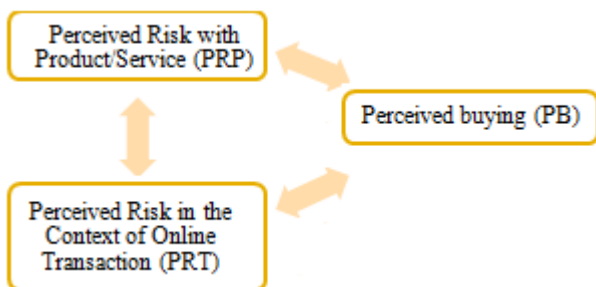 Perceived Risk with
Product/Service (PRP)
Perceived buying (PB)
Perceived Risk in the
Context of Online
Transaction (PRT)